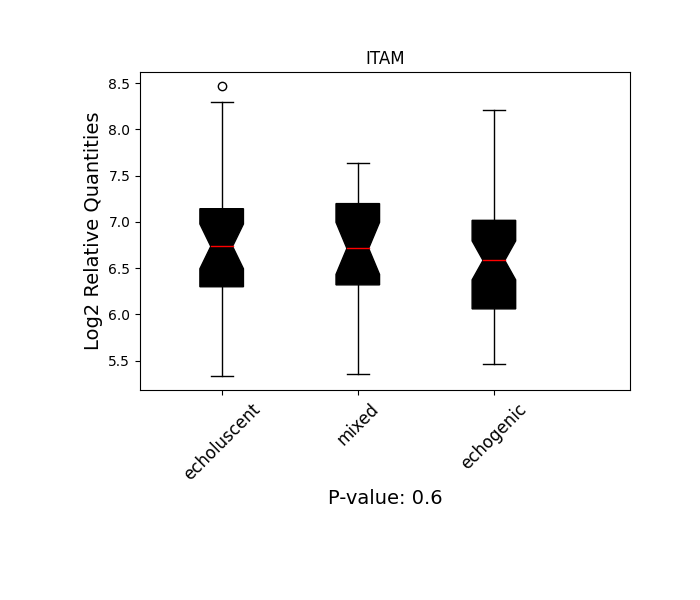 ITAM
Log2 Relative Quantities
8.5
8.0
7.5
7.0
6.5
6.0
5.5
echoluscent
mixed
echogenic
P-value: 0.6